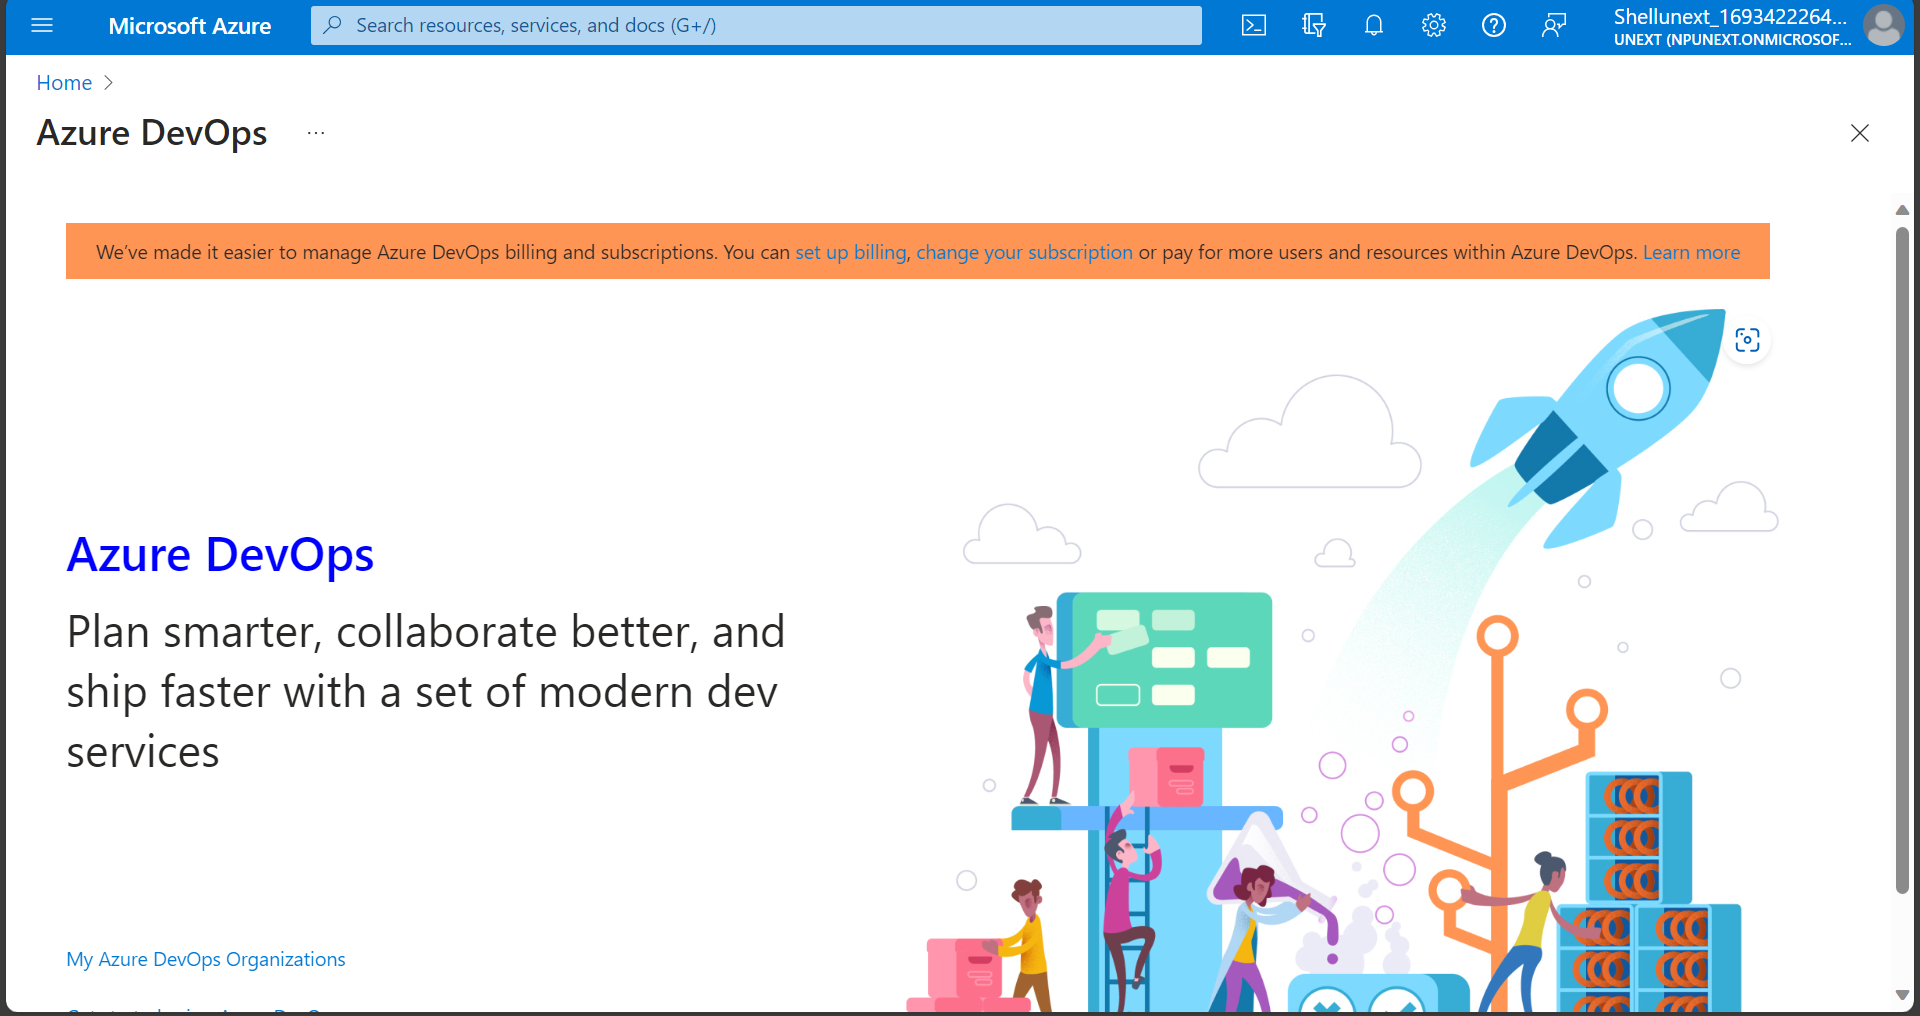 Microsoft Azure
Search resources, services, and docs (G+/)
Shellunext_1693422264...
UNEXT (NPUNEXT.ONMICROSOF...
Home
Azure DevOps
...
We've made it easier to manage Azure DevOps billing and subscriptions. You can set up billing, change your subscription or pay for more users and resources within Azure DevOps. Learn more
Azure DevOps
Plan smarter, collaborate better, and
ship faster with a set of modern dev
services
My Azure DevOps Organizations